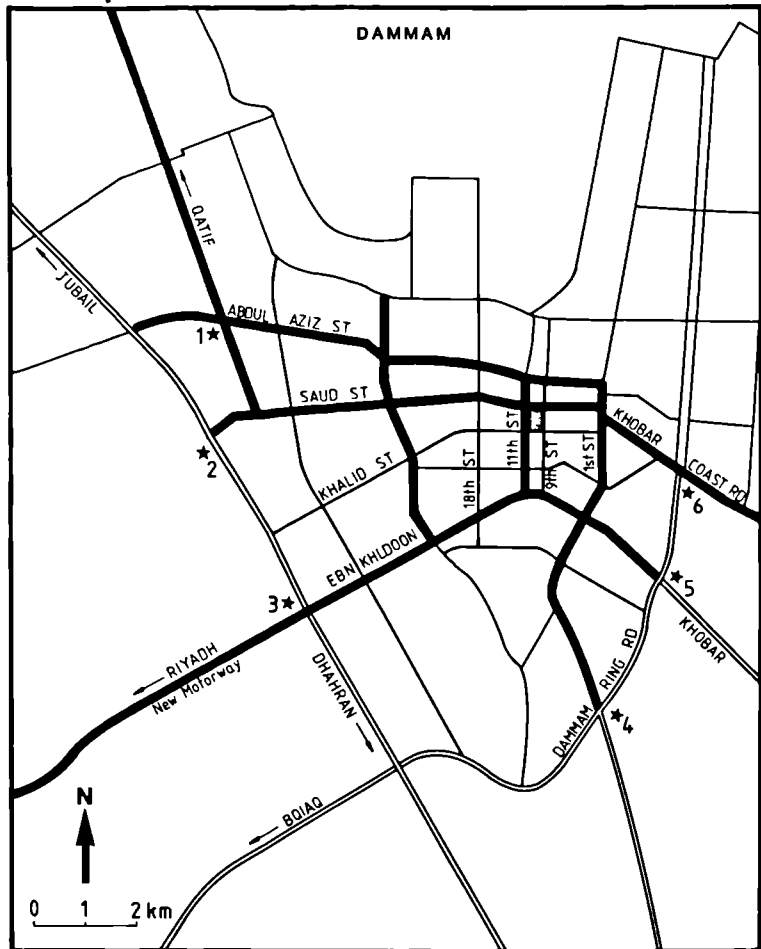 DAMMAM
QATIF
JUBAIL
ABDUL AZIZ ST
1
SAUD ST
KHOBAR
COAST RD
11th ST
9th ST
1st ST
18th ST
2
KHALID ST
6
EBN KHLDOON
5
3
KHOBAR
RIYADH
New Motorway
DHAHRAN
DAMMAM RING RD
4
BQIAQ
N
0 1 2 km